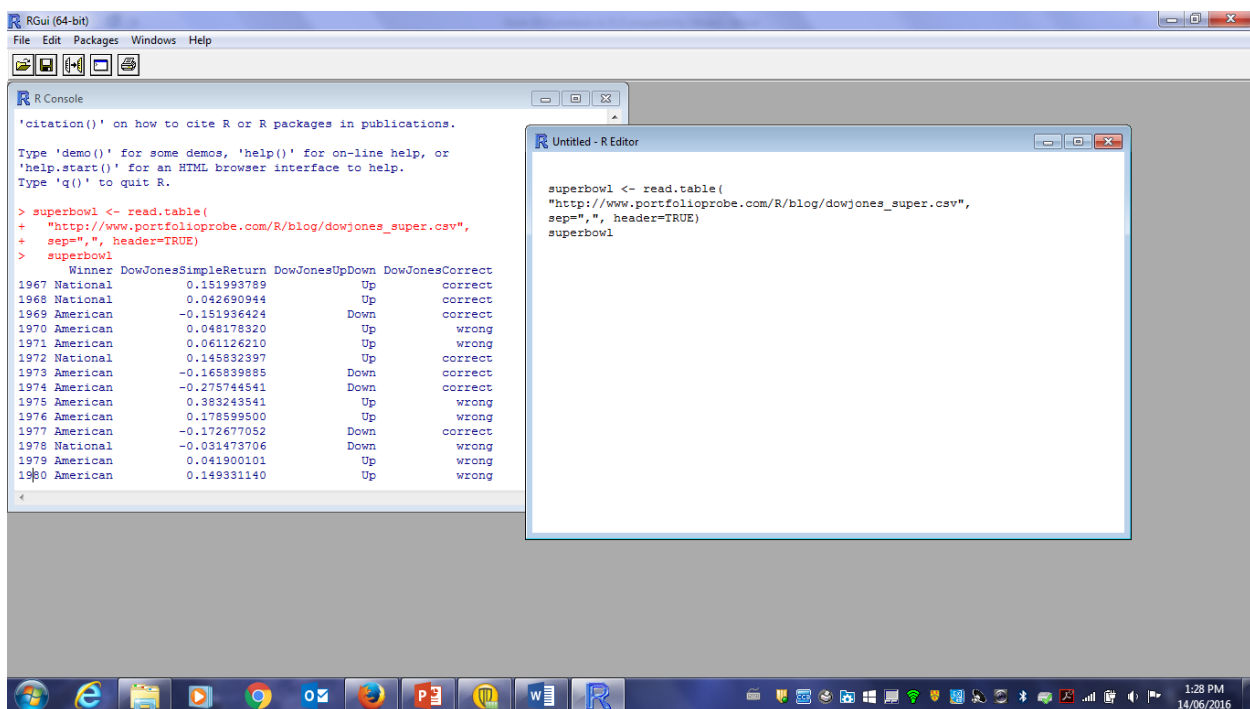 RGui (64-bit)
File Edit Packages Windows Help
R Console
'citation()' on how to cite R or R packages in publications.
Type 'demo()' for some demos, 'help()' for on-line help, or
'help.start()' for an HTML browser interface to help.
Type 'q()' to quit R.
> superbowl <- read.table(
+   "http://www.portfolioprobe.com/R/blog/dowjones_super.csv",
+   sep=",", header=TRUE)
>   superbowl
Winner DowJonesSimpleReturn DowJonesUpDown DowJonesCorrect
1967 National 0.151993789 Up correct
1968 National 0.042690944 Up correct
1969 American -0.151936424 Down correct
1970 American 0.048178320 Up wrong
1971 American 0.061126210 Up wrong
1972 National 0.145832397 Up correct
1973 American -0.165839885 Down correct
1974 American -0.275744541 Down correct
1975 American 0.383243541 Up wrong
1976 American 0.178599500 Up wrong
1977 American -0.172677052 Down correct
1978 National -0.031473706 Down wrong
1979 American 0.041900101 Up wrong
1980 American 0.149331140 Up wrong
Untitled - R Editor
superbowl <- read.table(
"http://www.portfolioprobe.com/R/blog/dowjones_super.csv",
sep=",", header=TRUE)
superbowl
1:28 PM
14/06/2016